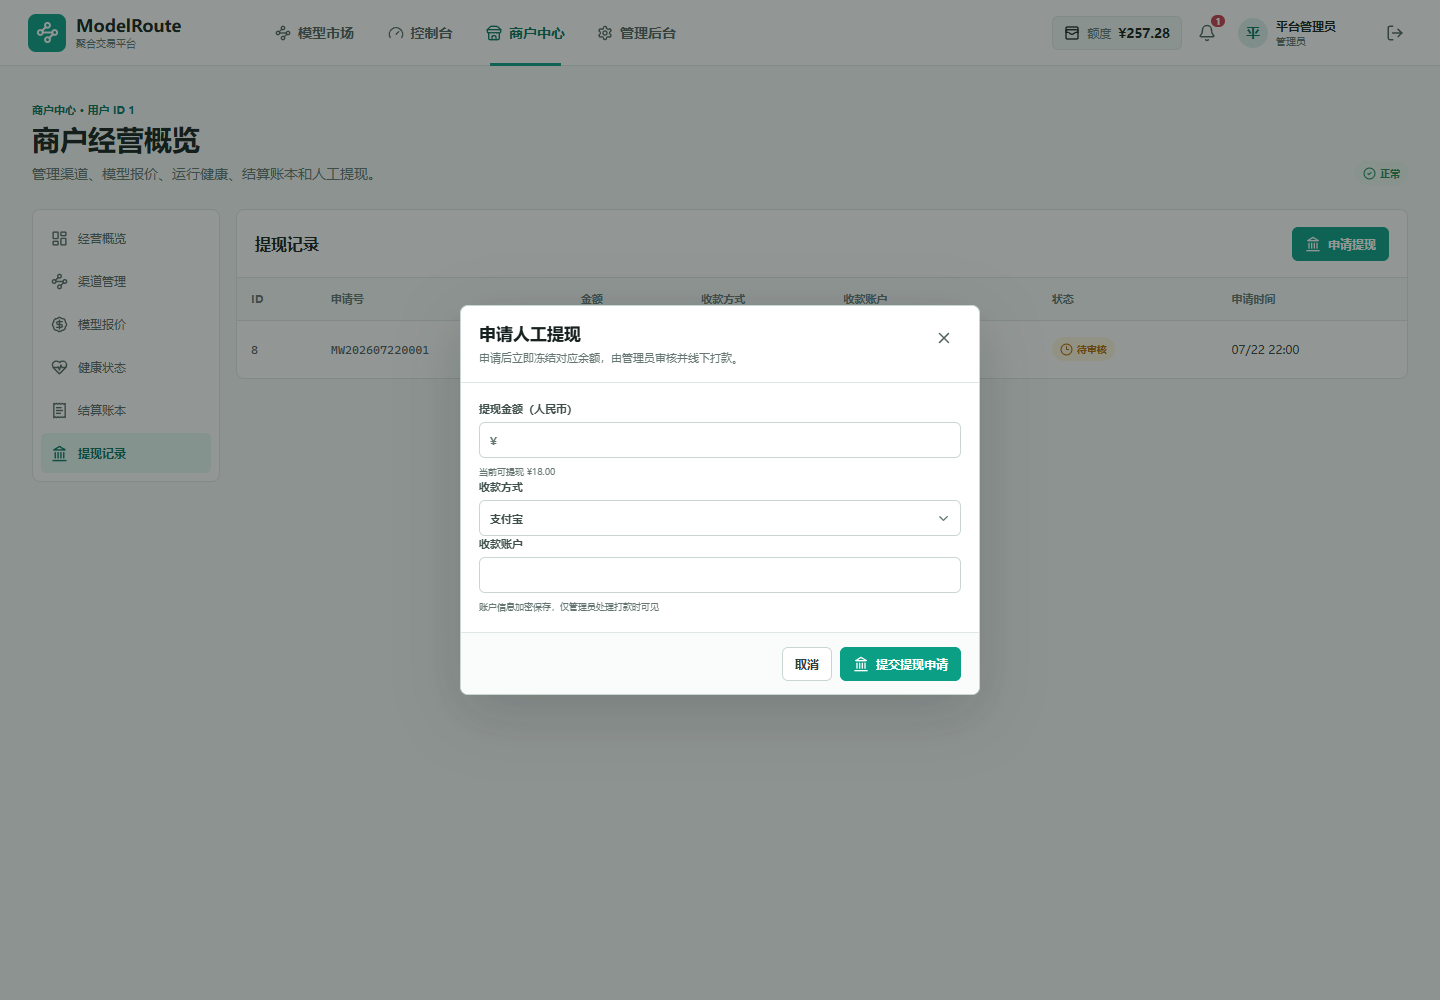 ModelRoute
聚合交易平台
模型市场
控制台
商户中心
管理后台
额度 ¥257.28
1
平
平台管理员
管理员
商户中心 • 用户 ID 1
商户经营概览
管理渠道、模型报价、运行健康、结算账本和人工提现。
正常
经营概览
渠道管理
模型报价
健康状态
结算账本
提现记录
提现记录
申请提现
ID 申请号 金额 收款方式 收款账户 状态 申请时间
8 MW202607220001 待审核 07/22 22:00
申请人工提现
申请后立即冻结对应余额，由管理员审核并线下打款。
提现金额（人民币）
¥
当前可提现 ¥18.00
收款方式
支付宝
收款账户
账户信息加密保存，仅管理员处理打款时可见
取消
提交提现申请